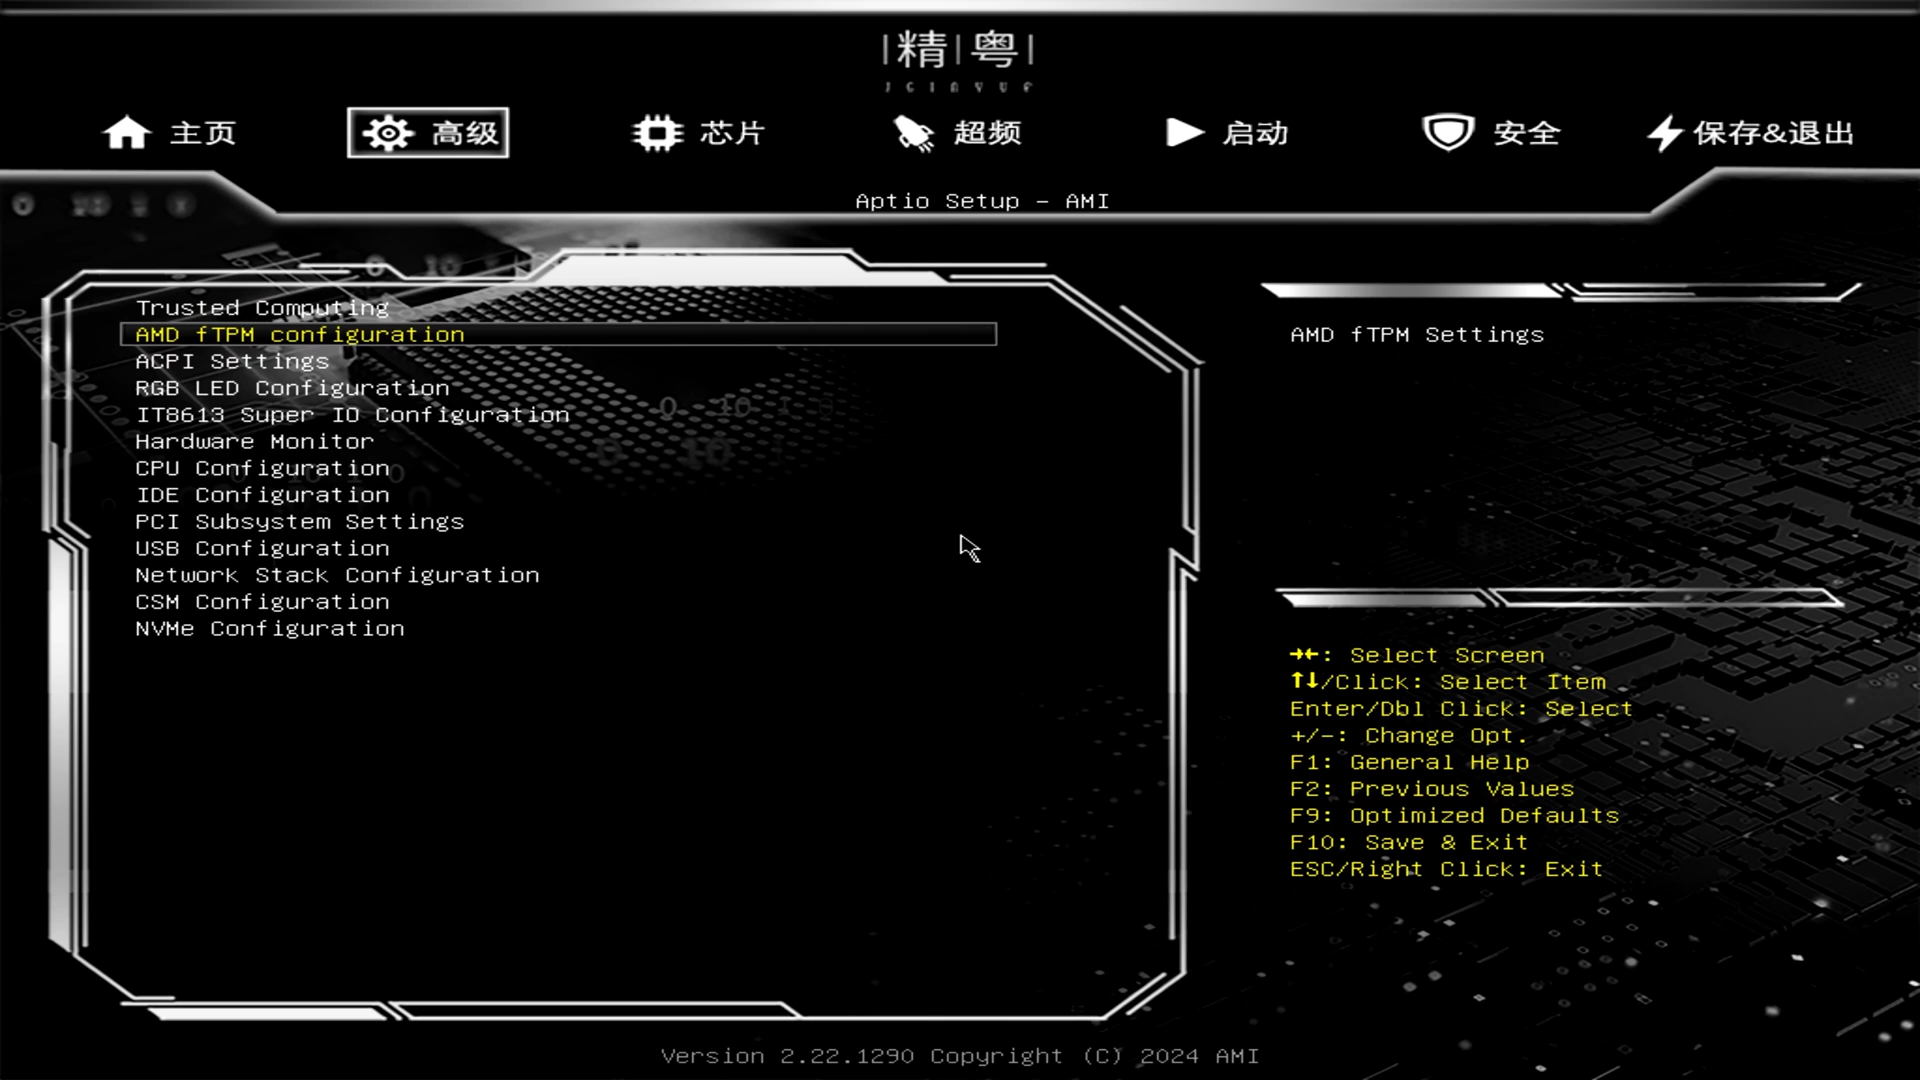 精 粤
JGINYUE
主页
高级
芯片
超频
启动
安全
保存&退出
Aptio Setup - AMI
Trusted Computing
AMD fTPM configuration
ACPI Settings
RGB LED Configuration
IT8613 Super IO Configuration
Hardware Monitor
CPU Configuration
IDE Configuration
PCI Subsystem Settings
USB Configuration
Network Stack Configuration
CSM Configuration
NVMe Configuration
AMD fTPM Settings
→←: Select Screen
↑↓/Click: Select Item
Enter/Dbl Click: Select
+/-: Change Opt.
F1: General Help
F2: Previous Values
F9: Optimized Defaults
F10: Save & Exit
ESC/Right Click: Exit
Version 2.22.1290 Copyright (C) 2024 AMI